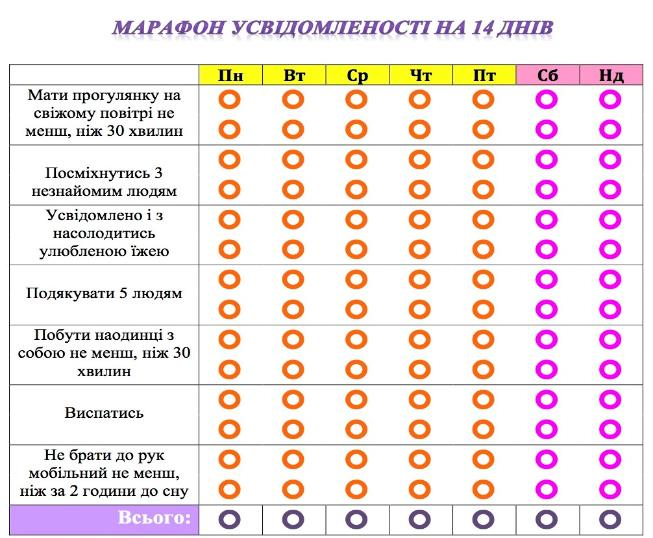 МАРАФОН УСВІДОМЛЕНОСТІ НА 14 ДНІВ
Пн Вт Ср Чт Пт Сб Нд
Мати прогулянку на
свіжому повітрі не
менш, ніж 30 хвилин
Посміхнутись 3
незнайомим людям
Усвідомлено і з
насолодитись
улюбленою їжею
Подякувати 5 людям
Побути наодинці з
собою не менш, ніж 30
хвилин
Виспатись
Не брати до рук
мобільний не менш,
ніж за 2 години до сну
Всього: